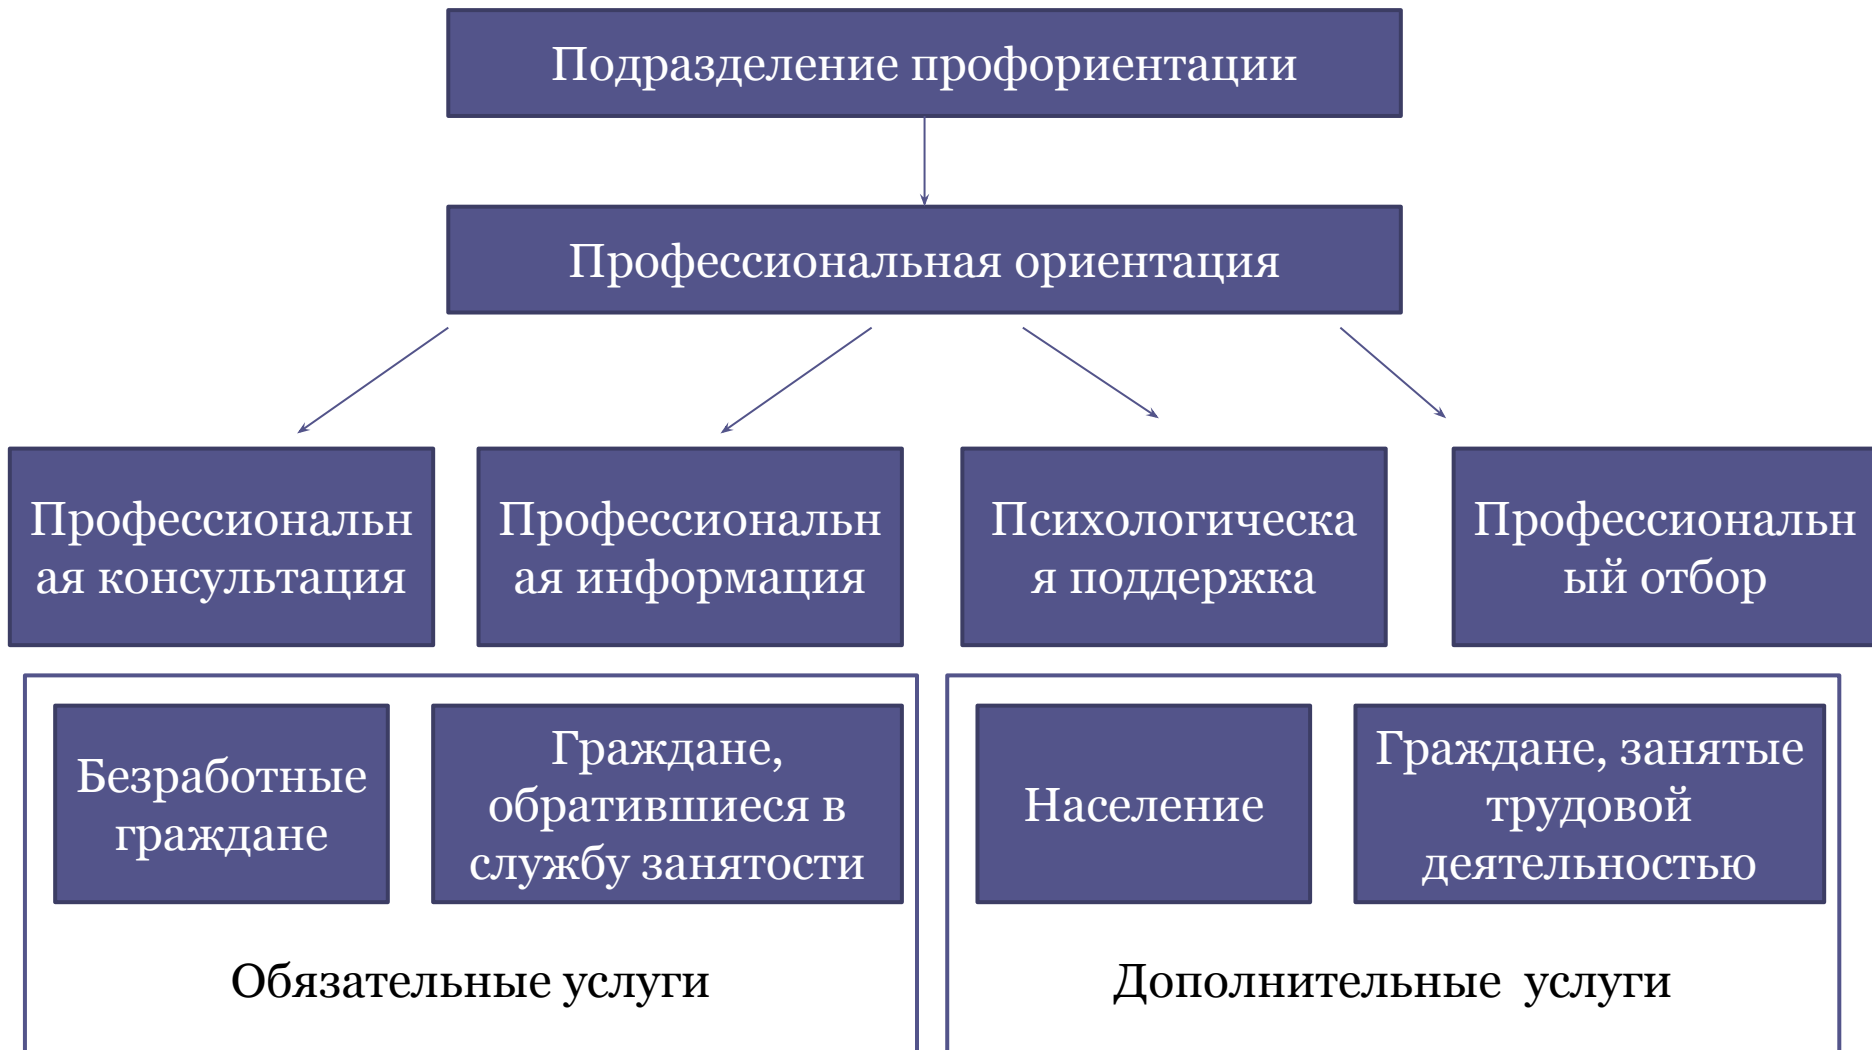 Подразделение профориентации
Профессиональная ориентация
Профессиональн
ая консультация
Профессиональн
ая информация
Психологическа
я поддержка
Профессиональн
ый отбор
Безработные
граждане
Граждане,
обратившиеся в
службу занятости
Население
Граждане, занятые
трудовой
деятельностью
Обязательные услуги
Дополнительные  услуги